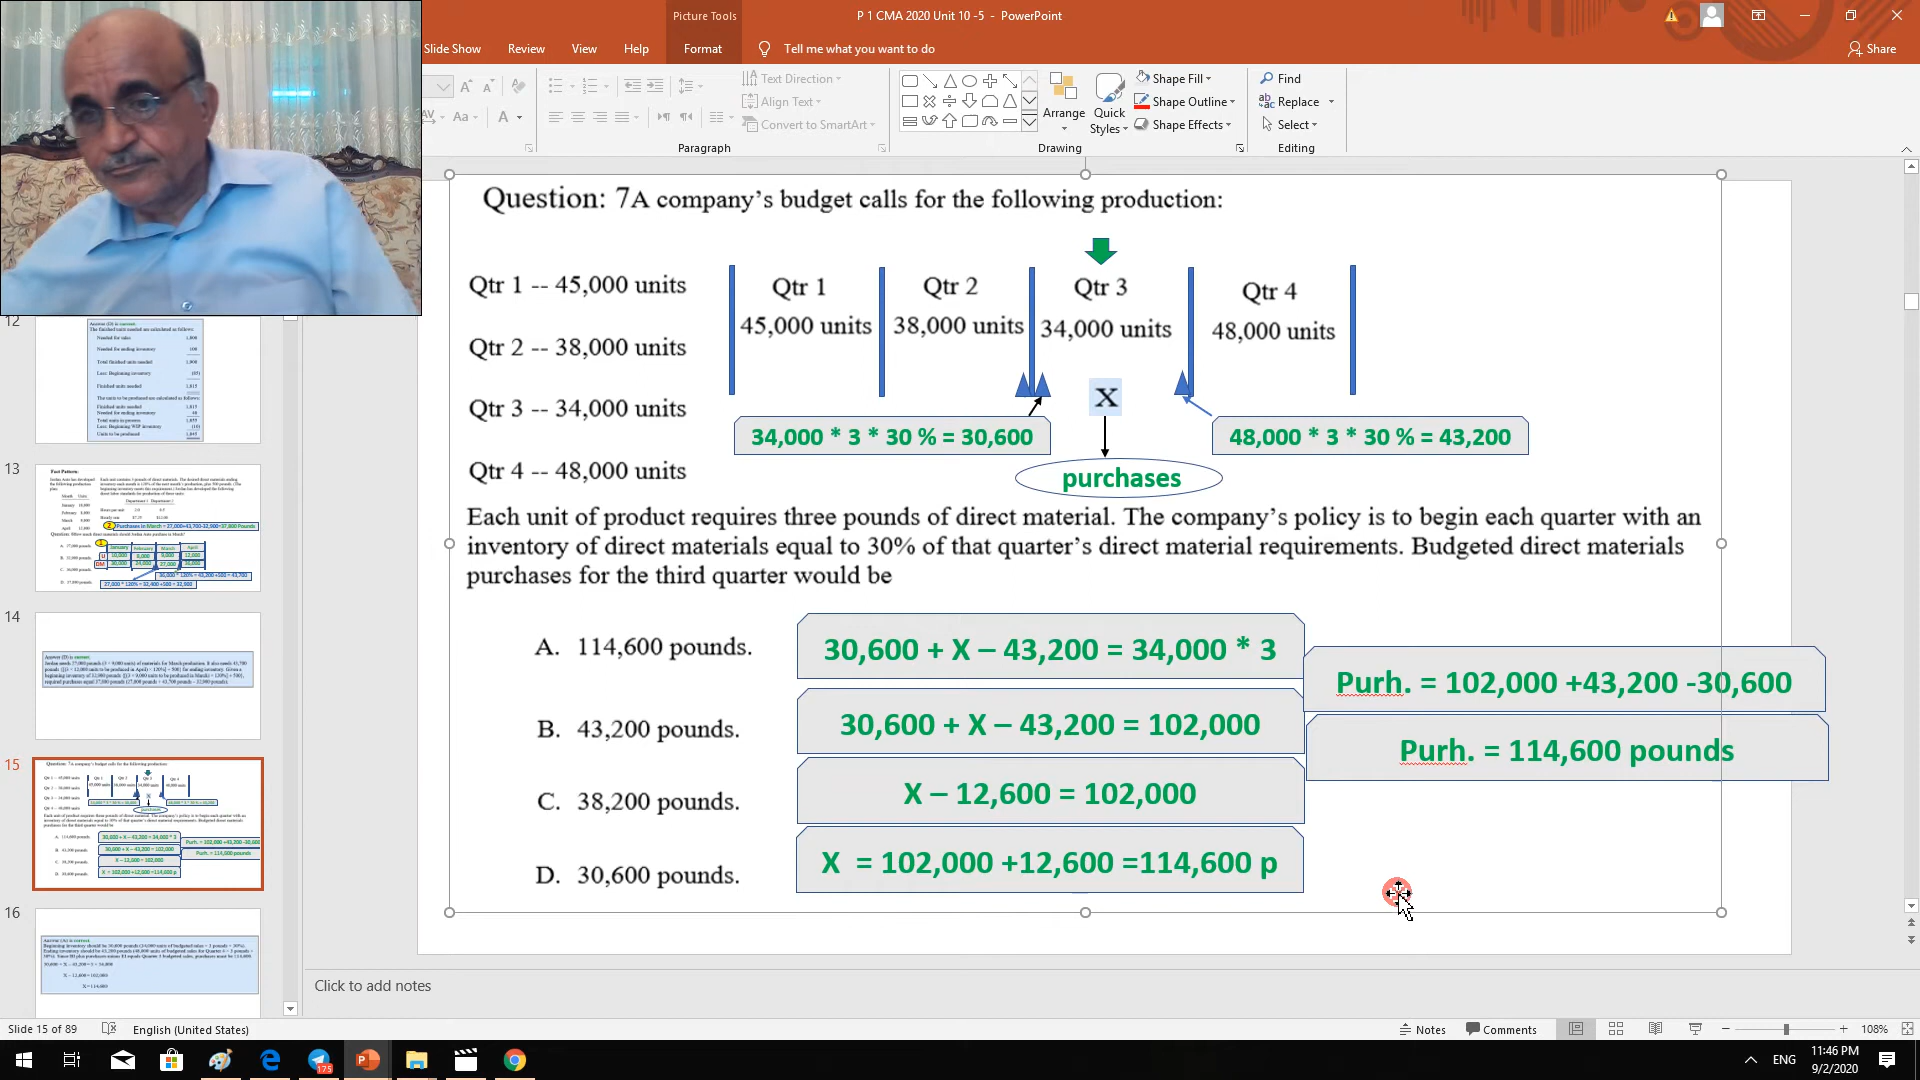 Picture Tools
P 1 CMA 2020 Unit 10 -5 - PowerPoint
Slide Show
Review
View
Help
Format
Tell me what you want to do
Share
Text Direction
Align Text
Convert to SmartArt
Paragraph
Arrange
Quick
Styles
Shape Fill
Shape Outline
Shape Effects
Drawing
Find
Replace
Select
Editing
12
13
14
15
16
Question: 7A company's budget calls for the following production:
Qtr 1 -- 45,000 units
Qtr 2 -- 38,000 units
Qtr 3 -- 34,000 units
Qtr 4 -- 48,000 units
Qtr 1
45,000 units
Qtr 2
38,000 units
Qtr 3
34,000 units
Qtr 4
48,000 units
X
34,000 * 3 * 30 % = 30,600
48,000 * 3 * 30 % = 43,200
purchases
Each unit of product requires three pounds of direct material. The company's policy is to begin each quarter with an
inventory of direct materials equal to 30% of that quarter's direct material requirements. Budgeted direct materials
purchases for the third quarter would be
A. 114,600 pounds.
B. 43,200 pounds.
C. 38,200 pounds.
D. 30,600 pounds.
30,600 + X – 43,200 = 34,000 * 3
30,600 + X – 43,200 = 102,000
X – 12,600 = 102,000
X = 102,000 +12,600 =114,600 p
Purh. = 102,000 +43,200 -30,600
Purh. = 114,600 pounds
Click to add notes
Slide 15 of 89
English (United States)
Notes
Comments
108%
175
ENG
11:46 PM
9/2/2020